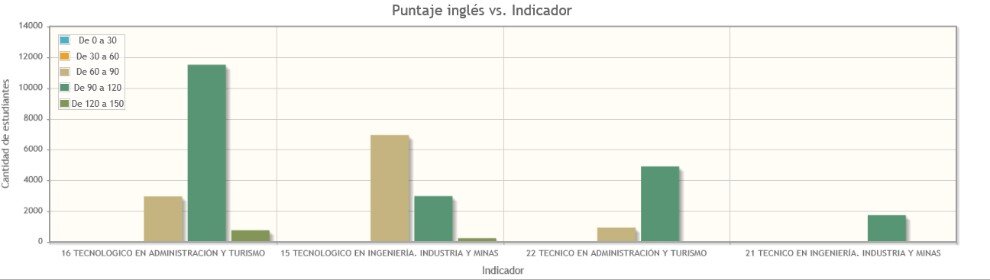 Puntaje inglés vs. Indicador
14000
12000
10000
8000
6000
4000
2000
0
Cantidad de estudiantes
De 0 a 30
De 30 a 60
De 60 a 90
De 90 a 120
De 120 a 150
16 TECNOLOGICO EN ADMINISTRACIÓN Y TURISMO
15 TECNOLOGICO EN INGENIERÍA, INDUSTRIA Y MINAS
22 TECNICO EN ADMINISTRACIÓN Y TURISMO
21 TECNICO EN INGENIERÍA, INDUSTRIA Y MINAS
Indicador